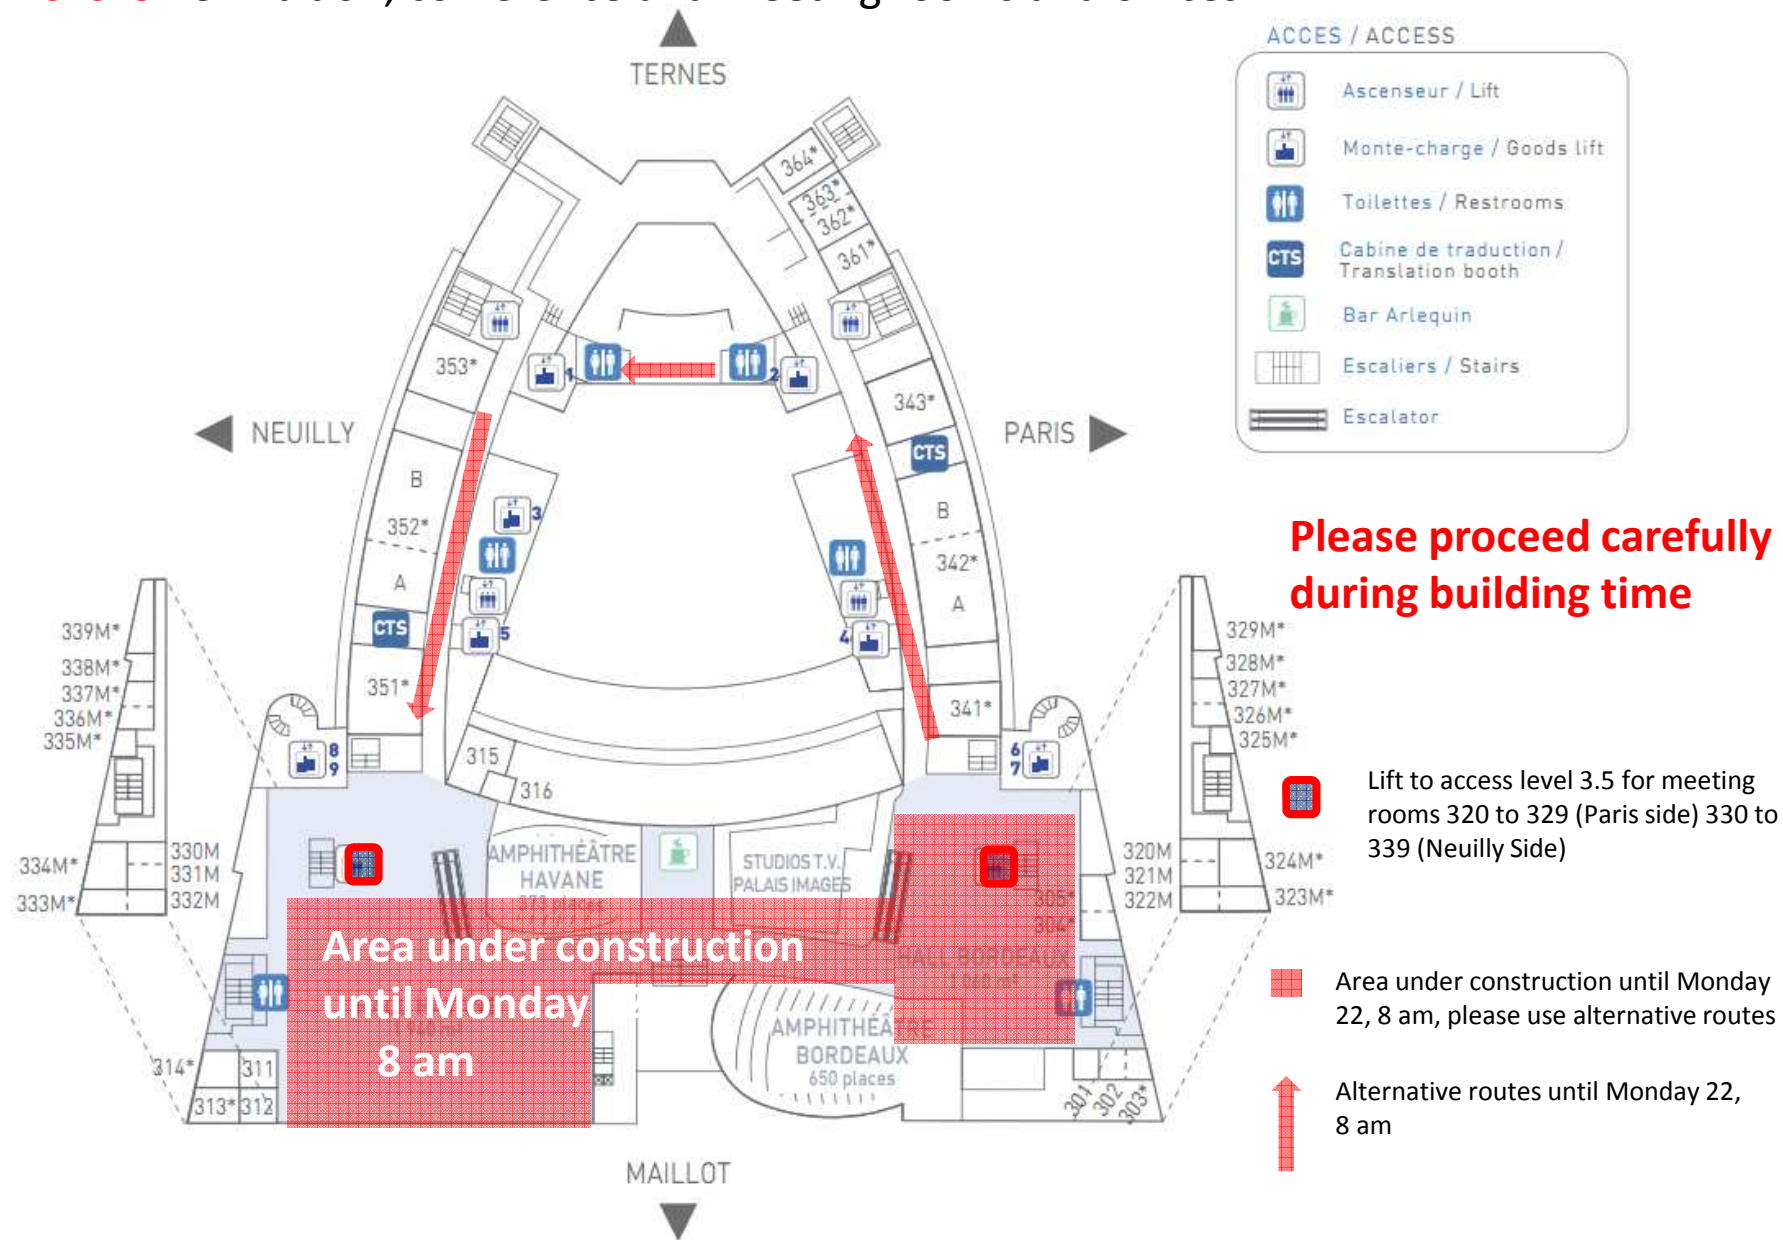 TERNES
ACCES / ACCESS
Ascenseur / Lift
Monte-charge / Goods lift
Toilettes / Restrooms
CTS
Cabine de traduction /
Translation booth
Bar Arlequin
Escaliers / Stairs
Escalator
364*
363*
362*
361*
353*
1
2
343*
NEUILLY
PARIS
CTS
B
352*
A
CTS
351*
3
5
4
B
342*
A
341*
Please proceed carefully
during building time
339M*
338M*
337M*
336M*
335M*
334M*
333M*
330M
331M
332M
329M*
328M*
327M*
326M*
325M*
320M
321M
322M
324M*
323M*
8
9
6
7
315
316
Lift to access level 3.5 for meeting
rooms 320 to 329 (Paris side) 330 to
339 (Neuilly Side)
AMPHITHÉÂTRE
HAVANE
373 places
STUDIOS T.V.
PALAIS IMAGES
305*
304*
HALL BORDEAUX
Area under construction
until Monday
8 am
AMPHITHÉÂTRE
BORDEAUX
650 places
Area under construction until Monday
22, 8 am, please use alternative routes
314*
311
313*
312
301
302
303*
Alternative routes until Monday 22,
8 am
MAILLOT